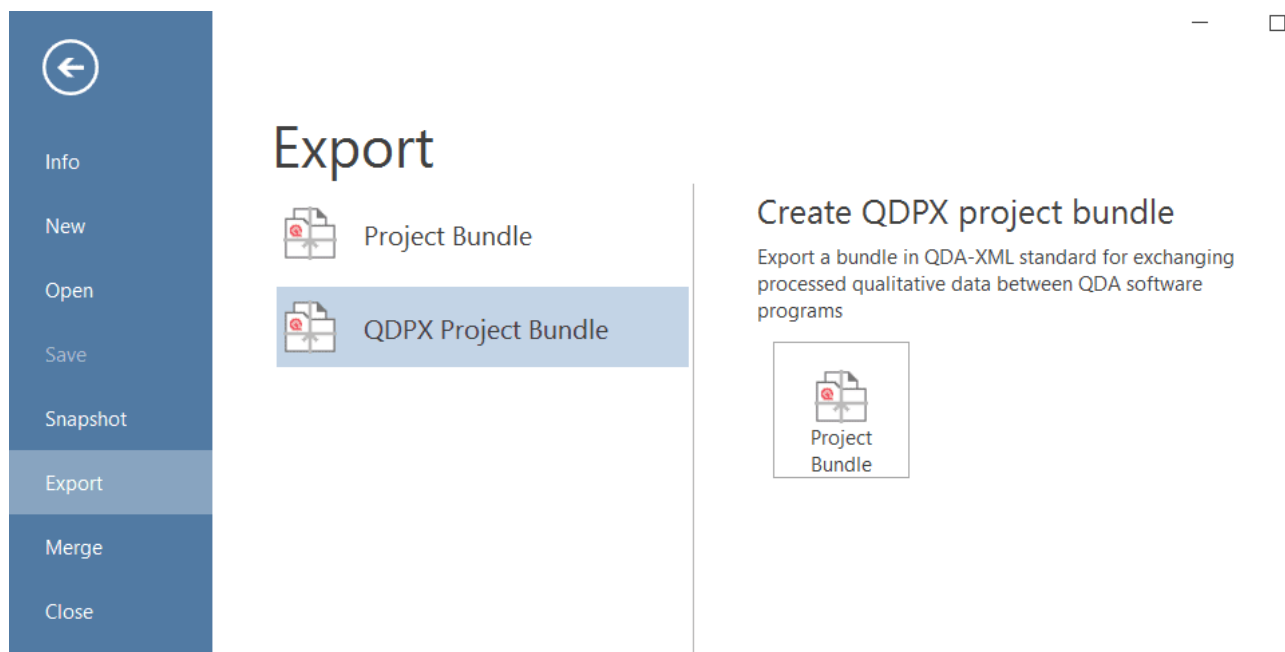 Info
New
Open
Save
Snapshot
Export
Merge
Close
Export
Project Bundle
QDPX Project Bundle
Create QDPX project bundle
Export a bundle in QDA-XML standard for exchanging
processed qualitative data between QDA software
programs
Project
Bundle